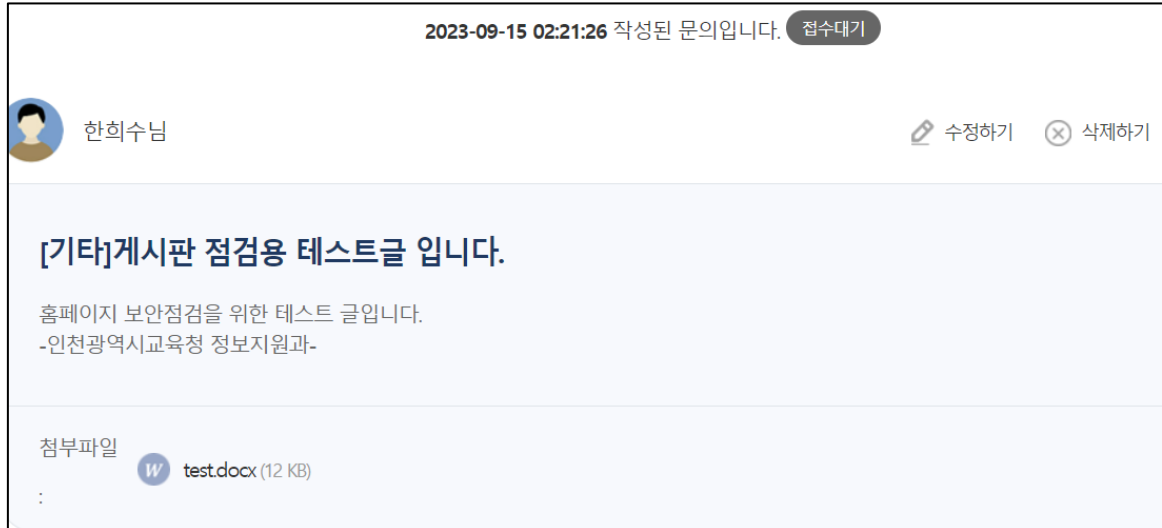 2023-09-15 02:21:26 작성된 문의입니다. 접수대기
한희수님 수정하기 삭제하기
[기타]게시판 점검용 테스트글 입니다.
홈페이지 보안점검을 위한 테스트 글입니다.
-인천광역시교육청 정보지원과-
첨부파일
W test.docx (12 KB)
: